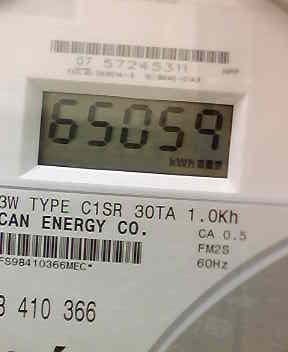 07 57245311
65059
kWh
3W TYPE C1SR 30TA 1.0Kh
CAN ENERGY CO.
CA 0.5
FM2S
FS98410366MEC*
60Hz
8 410 366